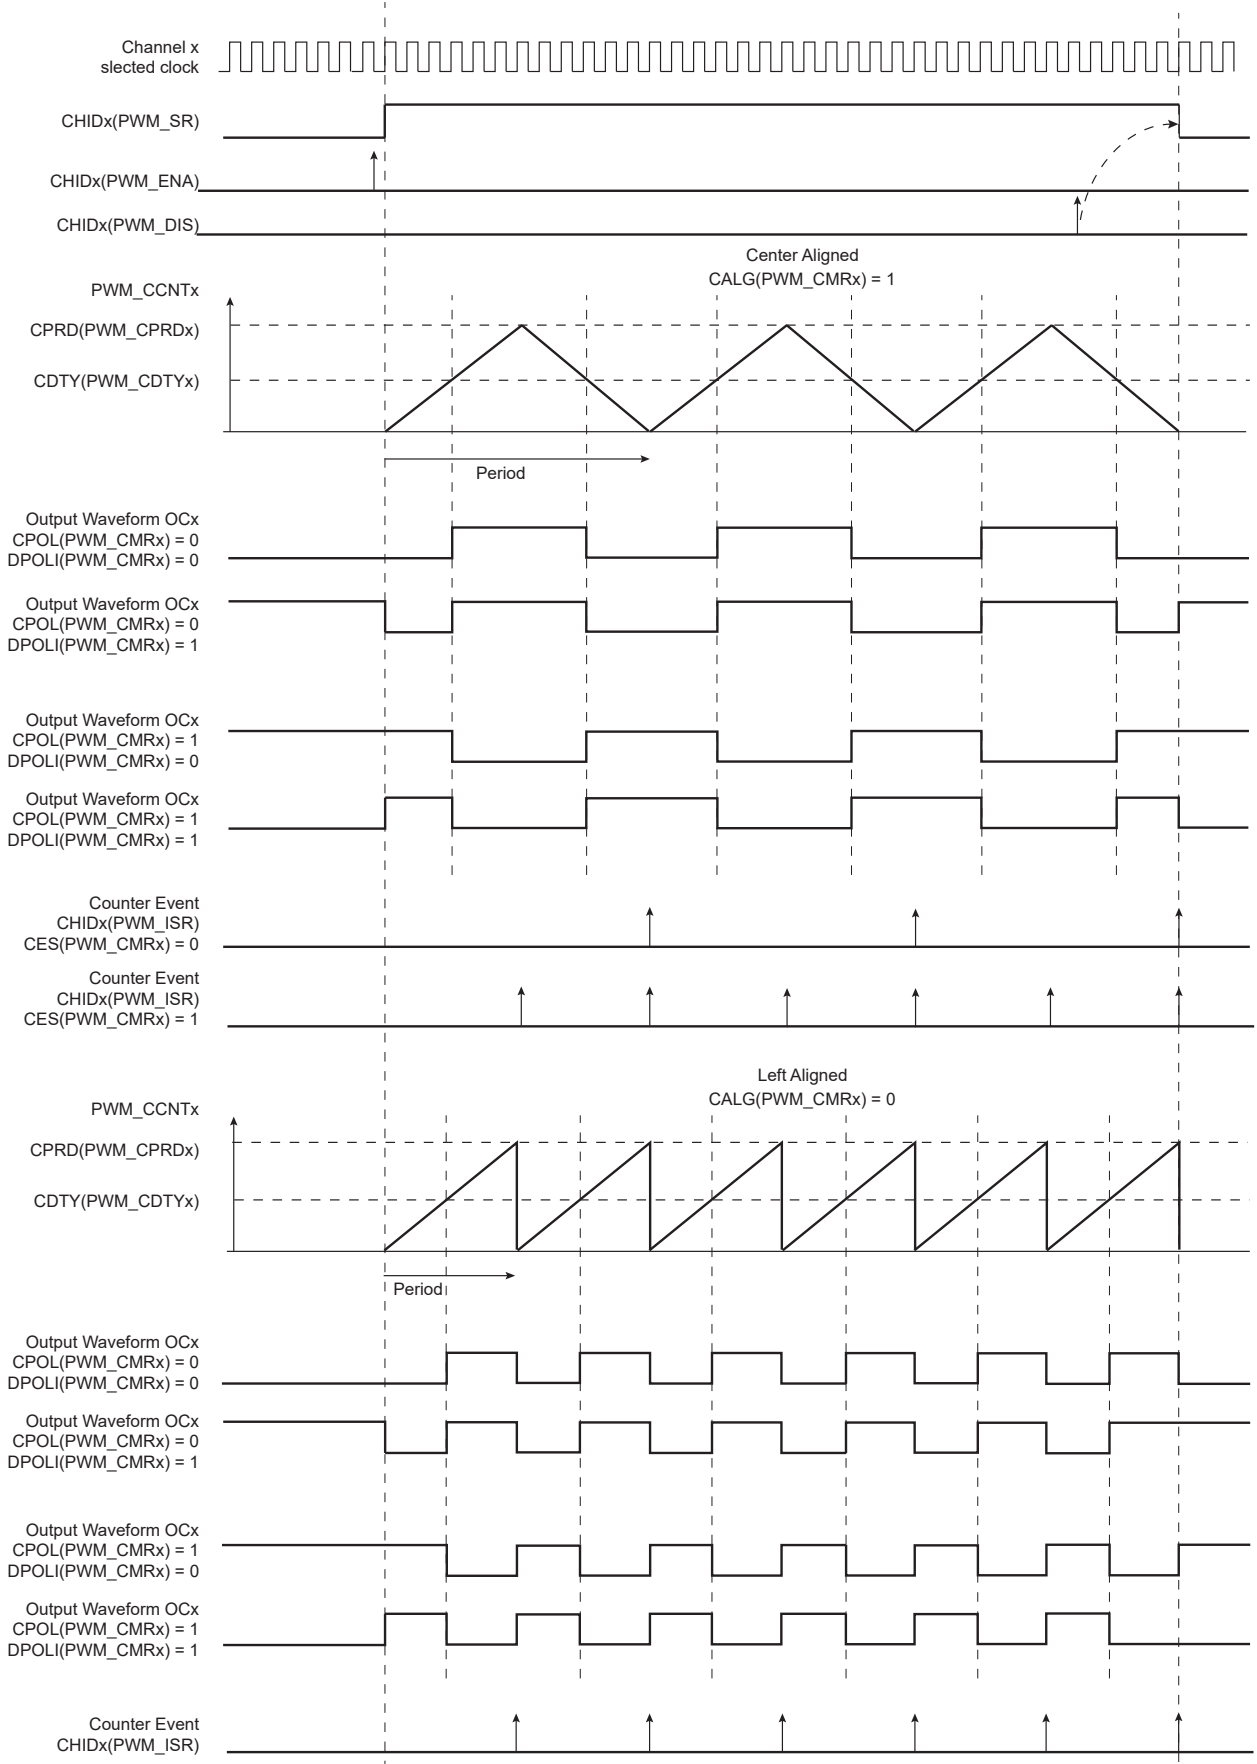 Channel x
slected clock
CHIDx(PWM_SR)
CHIDx(PWM_ENA)
CHIDx(PWM_DIS)
Center Aligned
CALG(PWM_CMRx) = 1
PWM_CCNTx
CPRD(PWM_CPRDx)
CDTY(PWM_CDTYx)
Period
Output Waveform OCx
CPOL(PWM_CMRx) = 0
DPOLI(PWM_CMRx) = 0
Output Waveform OCx
CPOL(PWM_CMRx) = 0
DPOLI(PWM_CMRx) = 1
Output Waveform OCx
CPOL(PWM_CMRx) = 1
DPOLI(PWM_CMRx) = 0
Output Waveform OCx
CPOL(PWM_CMRx) = 1
DPOLI(PWM_CMRx) = 1
Counter Event
CHIDx(PWM_ISR)
CES(PWM_CMRx) = 0
Counter Event
CHIDx(PWM_ISR)
CES(PWM_CMRx) = 1
Left Aligned
CALG(PWM_CMRx) = 0
PWM_CCNTx
CPRD(PWM_CPRDx)
CDTY(PWM_CDTYx)
Period
Output Waveform OCx
CPOL(PWM_CMRx) = 0
DPOLI(PWM_CMRx) = 0
Output Waveform OCx
CPOL(PWM_CMRx) = 0
DPOLI(PWM_CMRx) = 1
Output Waveform OCx
CPOL(PWM_CMRx) = 1
DPOLI(PWM_CMRx) = 0
Output Waveform OCx
CPOL(PWM_CMRx) = 1
DPOLI(PWM_CMRx) = 1
Counter Event
CHIDx(PWM_ISR)